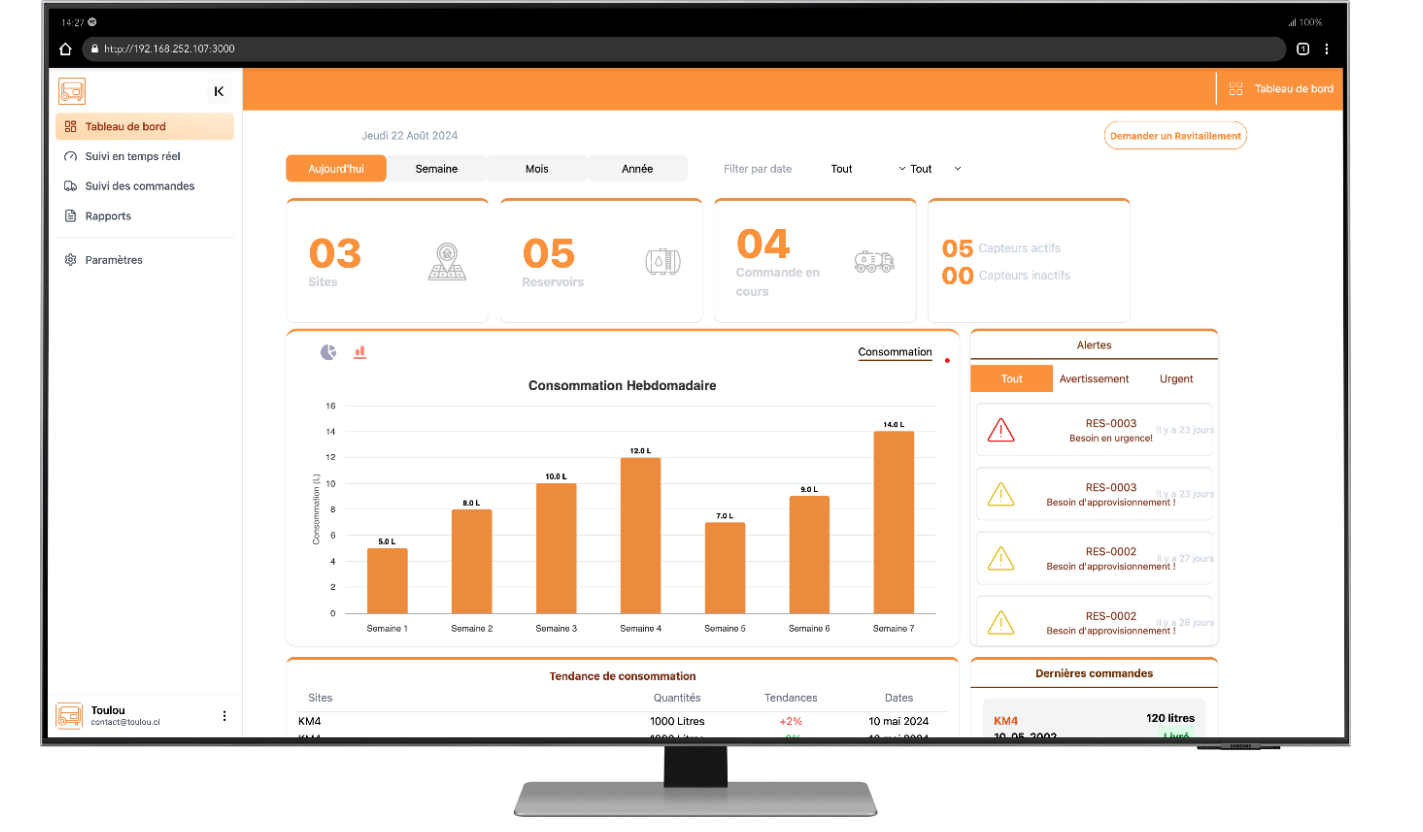 14:27
100%
http://192.168.252.107:3000
1
Tableau de bord
Tableau de bord
Suivi en temps réel
Suivi des commandes
Rapports
Paramètres
Jeudi 22 Août 2024
Demander un Ravitaillement
Aujourd'hui Semaine Mois Année Filter par date Tout Tout
03
Sites
05
Reservoirs
04
Commande en
cours
05 Capteurs actifs
00 Capteurs inactifs
Consommation
Consommation Hebdomadaire
Consommation (L)
16
14
12
10
8
6
4
2
0
5.0 L
8.0 L
10.0 L
12.0 L
7.0 L
9.0 L
14.0 L
Semaine 1 Semaine 2 Semaine 3 Semaine 4 Semaine 5 Semaine 6 Semaine 7
Alertes
Tout Avertissement Urgent
RES-0003
Besoin en urgence!
il y a 23 jours
RES-0003
Besoin d'approvisionnement !
il y a 23 jours
RES-0002
Besoin d'approvisionnement !
il y a 27 jours
RES-0002
Besoin d'approvisionnement !
il y a 28 jours
Tendance de consommation
Sites Quantités Tendances Dates
KM4 1000 Litres +2% 10 mai 2024
Dernières commandes
KM4 120 litres
10-05-2002 Livré
Toulou
contact@toulou.ci
SAMSUNG